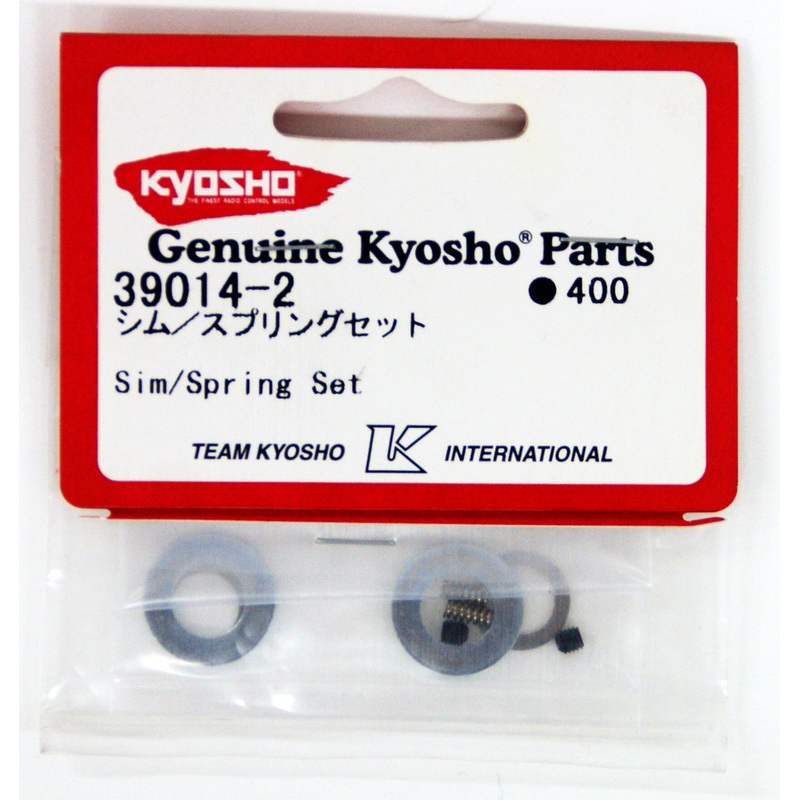 KYOSHO
THE FINEST RADIO CONTROL MODELS
Genuine Kyosho® Parts
39014-2 ●400
シム／スプリングセット
Sim/Spring Set
TEAM KYOSHO K INTERNATIONAL